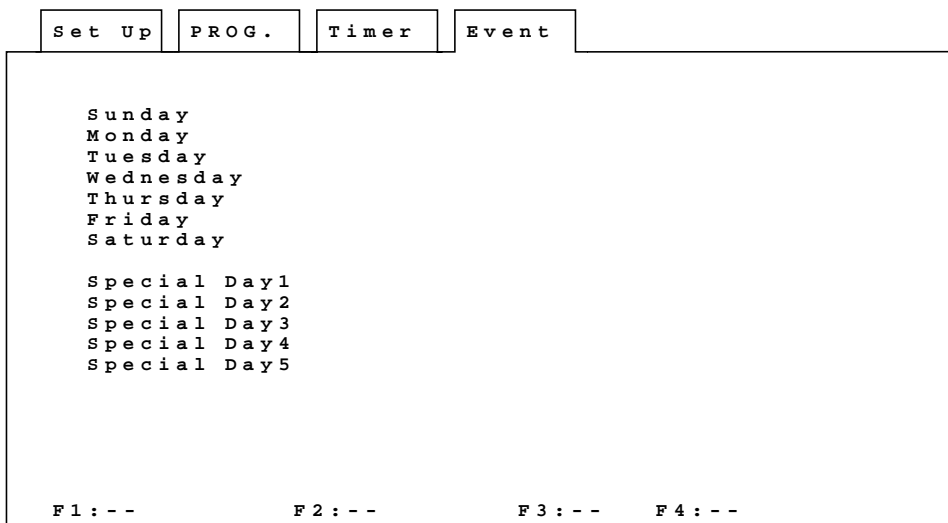 Set Up PROG. Timer Event
Sunday
Monday
Tuesday
Wednesday
Thursday
Friday
Saturday
Special Day1
Special Day2
Special Day3
Special Day4
Special Day5
F1:-- F2:-- F3:-- F4:--